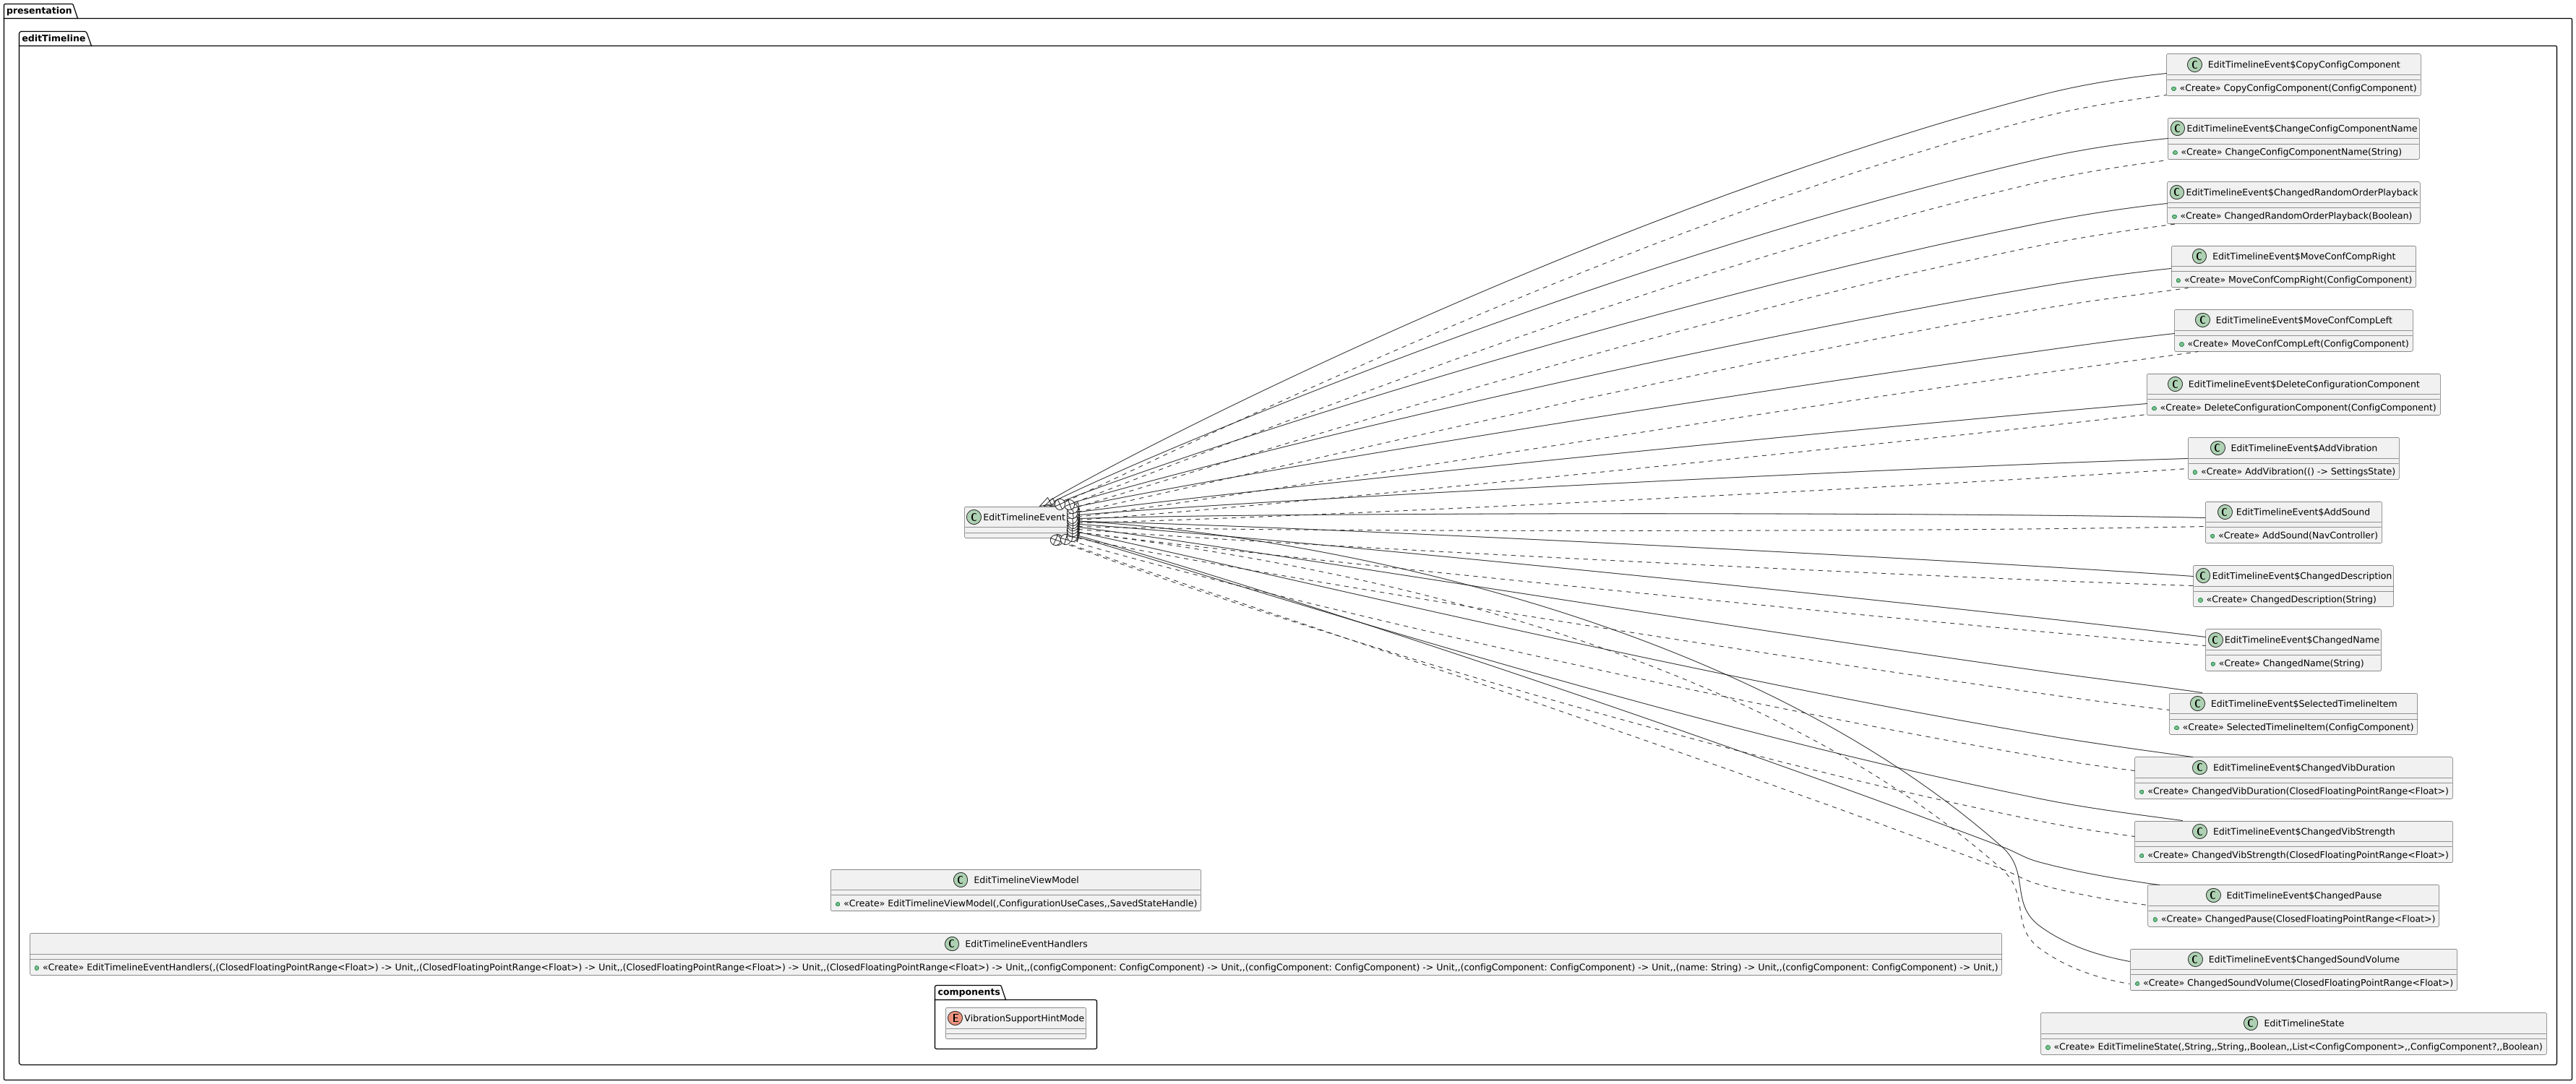 presentation
editTimeline
C EditTimelineEvent$CopyConfigComponent
«Create» CopyConfigComponent(ConfigComponent)
C EditTimelineEvent$ChangeConfigComponentName
«Create» ChangeConfigComponentName(String)
C EditTimelineEvent$ChangedRandomOrderPlayback
«Create» ChangedRandomOrderPlayback(Boolean)
C EditTimelineEvent$MoveConfCompRight
«Create» MoveConfCompRight(ConfigComponent)
C EditTimelineEvent$MoveConfCompLeft
«Create» MoveConfCompLeft(ConfigComponent)
C EditTimelineEvent$DeleteConfigurationComponent
«Create» DeleteConfigurationComponent(ConfigComponent)
C EditTimelineEvent$AddVibration
«Create» AddVibration(() -> SettingsState)
C EditTimelineEvent$AddSound
«Create» AddSound(NavController)
C EditTimelineEvent
C EditTimelineEvent$ChangedDescription
«Create» ChangedDescription(String)
C EditTimelineEvent$ChangedName
«Create» ChangedName(String)
C EditTimelineEvent$SelectedTimelineItem
«Create» SelectedTimelineItem(ConfigComponent)
C EditTimelineEvent$ChangedVibDuration
«Create» ChangedVibDuration(ClosedFloatingPointRange<Float>)
C EditTimelineEvent$ChangedVibStrength
«Create» ChangedVibStrength(ClosedFloatingPointRange<Float>)
C EditTimelineEvent$ChangedPause
«Create» ChangedPause(ClosedFloatingPointRange<Float>)
C EditTimelineViewModel
«Create» EditTimelineViewModel(,ConfigurationUseCases,,SavedStateHandle)
C EditTimelineEventHandlers
«Create» EditTimelineEventHandlers(,(ClosedFloatingPointRange<Float>) -> Unit,,(ClosedFloatingPointRange<Float>) -> Unit,,(ClosedFloatingPointRange<Float>) -> Unit,,(ClosedFloatingPointRange<Float>) -> Unit,,(configComponent: ConfigComponent) -> Unit,,(configComponent: ConfigComponent) -> Unit,,(configComponent: ConfigComponent) -> Unit,,(name: String) -> Unit,,(configComponent: ConfigComponent) -> Unit,)
C EditTimelineEvent$ChangedSoundVolume
«Create» ChangedSoundVolume(ClosedFloatingPointRange<Float>)
components
E VibrationSupportHintMode
C EditTimelineState
«Create» EditTimelineState(,String,,String,,Boolean,,List<ConfigComponent>,,ConfigComponent?,,Boolean)